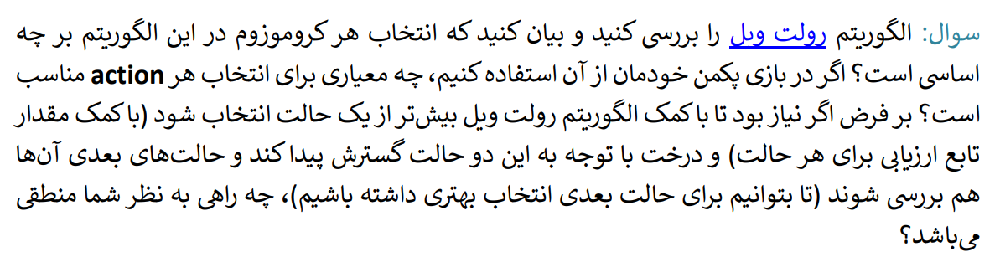 سوال: الگوریتم رولت ویل را بررسی کنید و بیان کنید که انتخاب هر کروموزوم در این الگوریتم بر چه
اساسی است؟ اگر در بازی پکمن خودمان از آن استفاده کنیم، چه معیاری برای انتخاب هر action مناسب
است؟ بر فرض اگر نیاز بود تا با کمک الگوریتم رولت ویل بیش‌تر از یک حالت انتخاب شود (با کمک مقدار
تابع ارزیابی برای هر حالت) و درخت با توجه به این دو حالت گسترش پیدا کند و حالت‌های بعدی آن‌ها
هم بررسی شوند (تا بتوانیم برای حالت بعدی انتخاب بهتری داشته باشیم)، چه راهی به نظر شما منطقی
می‌باشد؟